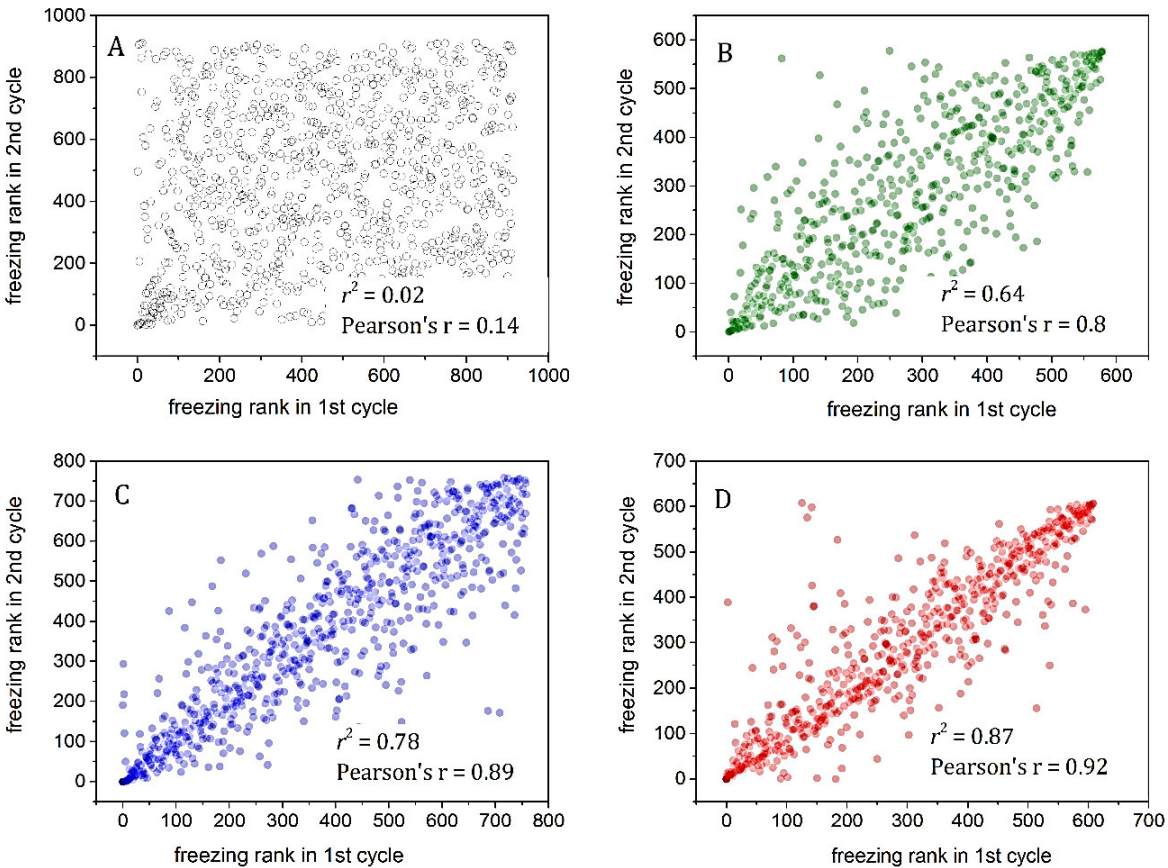 A
1000
800
600
400
200
0
freezing rank in 2nd cycle
r² = 0.02
Pearson's r = 0.14
0 200 400 600 800 1000
freezing rank in 1st cycle
B
600
500
400
300
200
100
0
freezing rank in 2nd cycle
r² = 0.64
Pearson's r = 0.8
0 100 200 300 400 500 600
freezing rank in 1st cycle
C
800
700
600
500
400
300
200
100
0
freezing rank in 2nd cycle
r² = 0.78
Pearson's r = 0.89
0 100 200 300 400 500 600 700 800
freezing rank in 1st cycle
D
700
600
500
400
300
200
100
0
freezing rank in 2nd cycle
r² = 0.87
Pearson's r = 0.92
0 100 200 300 400 500 600 700
freezing rank in 1st cycle